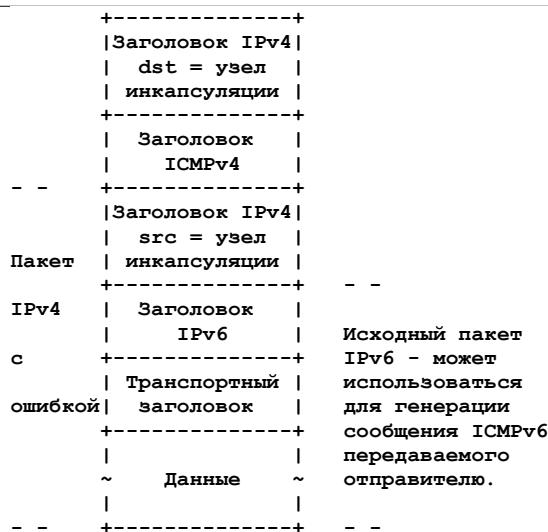 +--------------+
|Заголовок IPv4|
|  dst = узел  |
| инкапсуляции |
+--------------+
|  Заголовок   |
|    ICMPv4    |
- -    +--------------+
|Заголовок IPv4|
|  src = узел  |
Пакет  | инкапсуляции |
+--------------+   - -
IPv4   |  Заголовок   |
|     IPv6     |   Исходный пакет
с      +--------------+   IPv6 - может
| Транспортный |   использоваться
ошибкой|  заголовок   |   для генерации
+--------------+   сообщения ICMPv6
|              |   передаваемого
~    Данные    ~   отправителю.
|              |
- -    +--------------+   - -